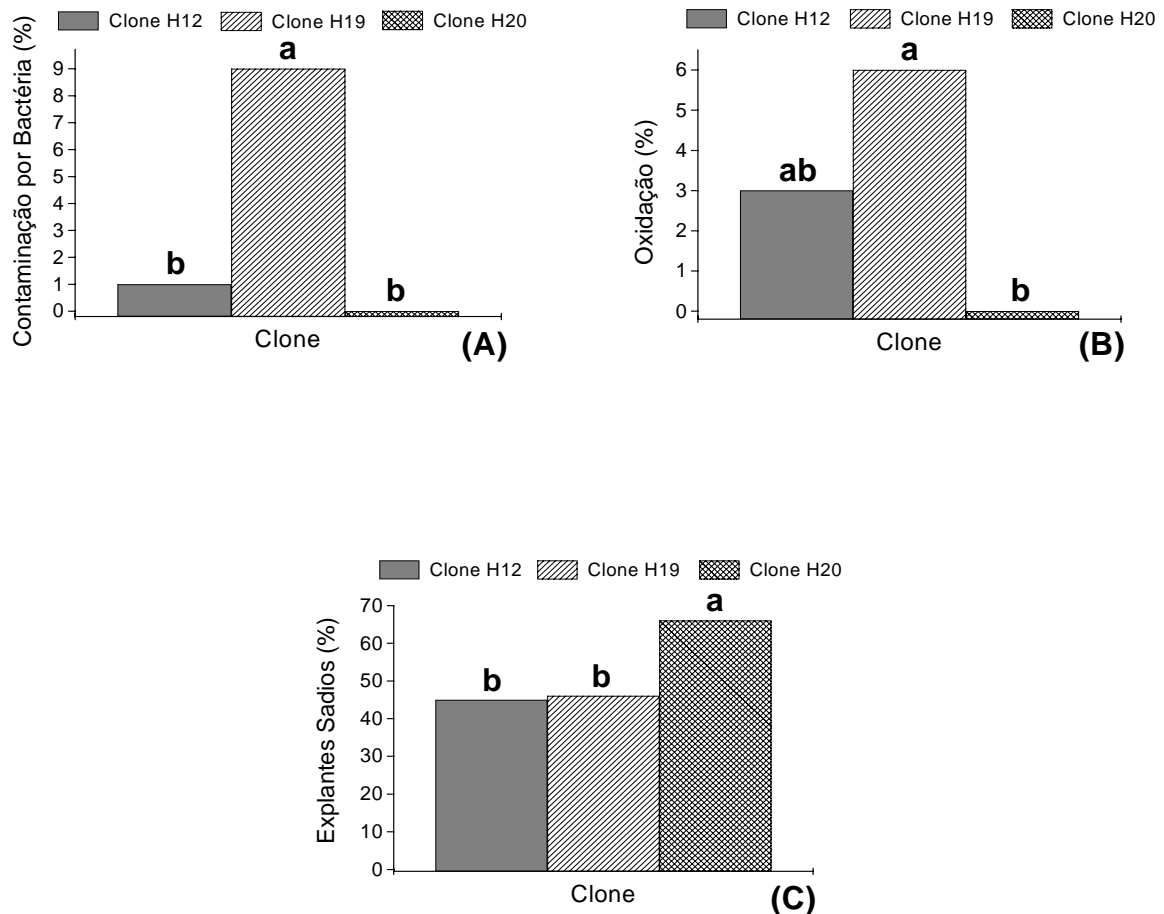 Clone H12 Clone H19 Clone H20
Contaminação por Bactéria (%)
9
8
7
6
5
4
3
2
1
0
b
a
b
Clone
(A)
Clone H12 Clone H19 Clone H20
Oxidação (%)
6
5
4
3
2
1
0
ab
a
b
Clone
(B)
Clone H12 Clone H19 Clone H20
Explantes Sadios (%)
70
60
50
40
30
20
10
0
b
b
a
Clone
(C)